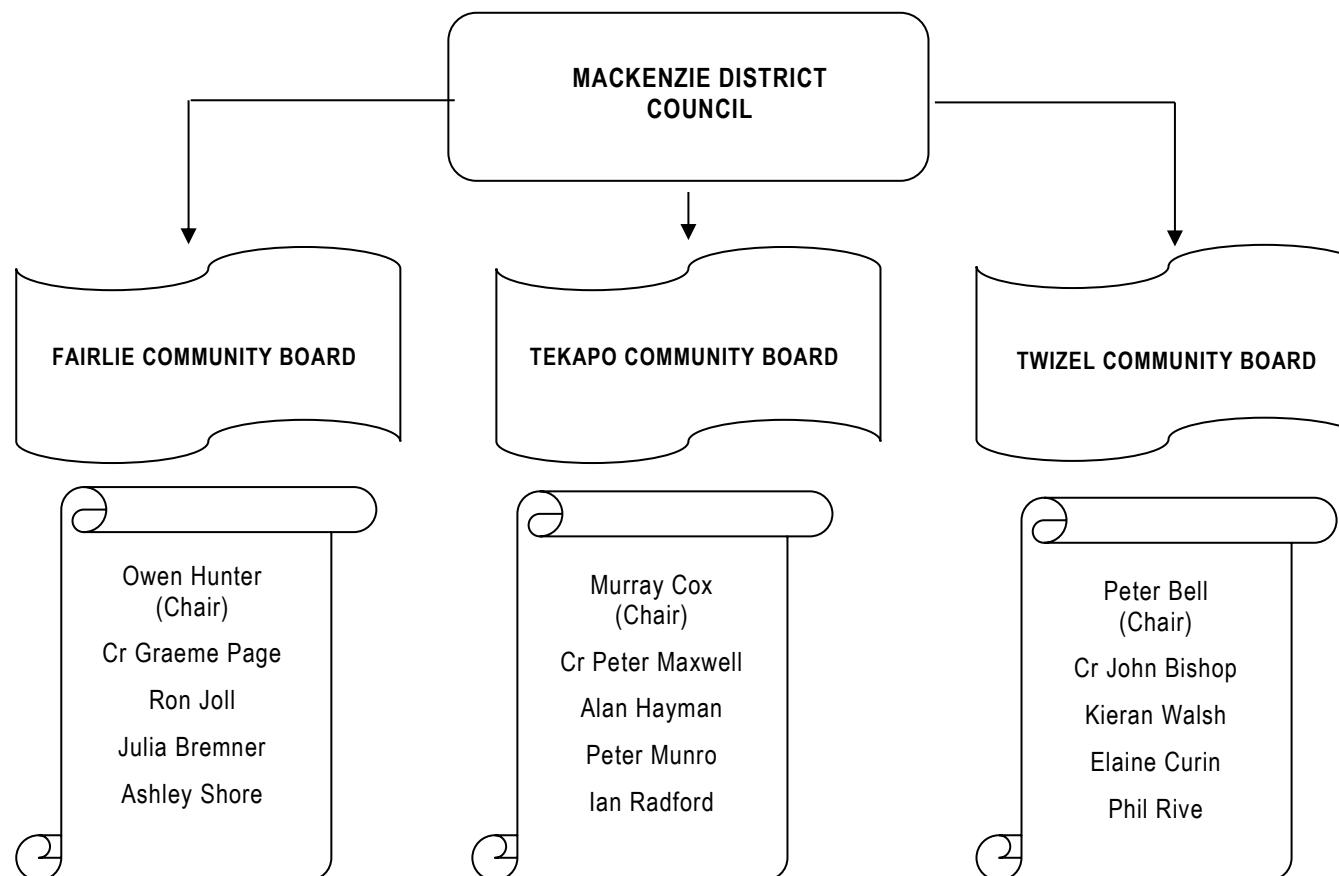 MACKENZIE DISTRICT
COUNCIL
FAIRLIE COMMUNITY BOARD
TEKAPO COMMUNITY BOARD
TWIZEL COMMUNITY BOARD
Owen Hunter
(Chair)
Cr Graeme Page
Ron Joll
Julia Bremner
Ashley Shore
Murray Cox
(Chair)
Cr Peter Maxwell
Alan Hayman
Peter Munro
Ian Radford
Peter Bell
(Chair)
Cr John Bishop
Kieran Walsh
Elaine Curin
Phil Rive